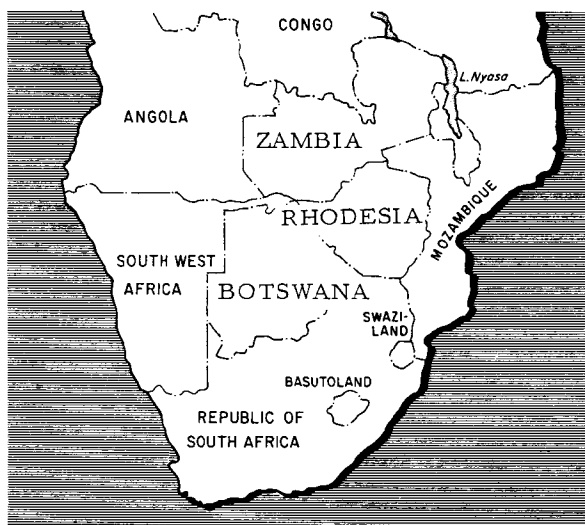 CONGO
L. Nyasa
ANGOLA
ZAMBIA
MOZAMBIQUE
RHODESIA
SOUTH WEST
AFRICA
BOTSWANA
SWAZI-
LAND
BASUTOLAND
REPUBLIC OF
SOUTH AFRICA